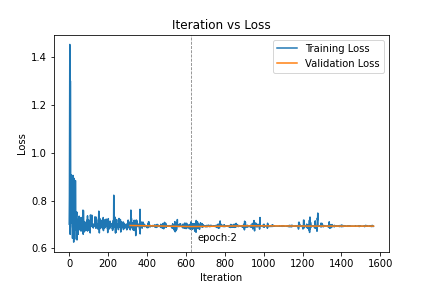 Iteration vs Loss
Training Loss
Validation Loss
1.4
1.2
1.0
0.8
0.6
Loss
epoch:2
0
200
400
600
800
1000
1200
1400
1600
Iteration